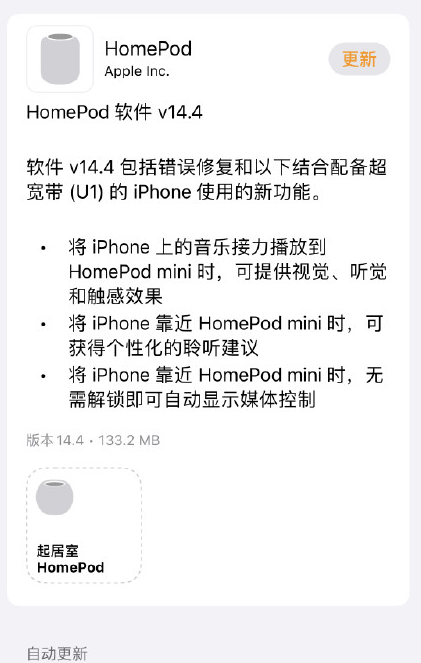 HomePod
Apple Inc.
更新
HomePod 软件 v14.4
软件 v14.4 包括错误修复和以下结合配备超
宽带 (U1) 的 iPhone 使用的新功能。
• 将 iPhone 上的音乐接力播放到
HomePod mini 时，可提供视觉、听觉
和触感效果
• 将 iPhone 靠近 HomePod mini 时，可
获得个性化的聆听建议
• 将 iPhone 靠近 HomePod mini 时，无
需解锁即可自动显示媒体控制
版本 14.4 • 133.2 MB
起居室
HomePod
自动更新